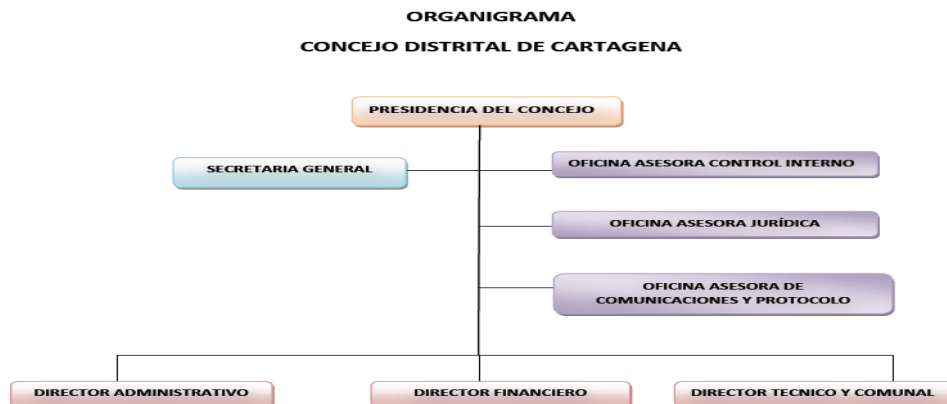 ORGANIGRAMA
CONCEJO DISTRITAL DE CARTAGENA
PRESIDENCIA DEL CONCEJO
SECRETARIA GENERAL
OFICINA ASESORA CONTROL INTERNO
OFICINA ASESORA JURÍDICA
OFICINA ASESORA DE
COMUNICACIONES Y PROTOCOLO
DIRECTOR ADMINISTRATIVO
DIRECTOR FINANCIERO
DIRECTOR TECNICO Y COMUNAL